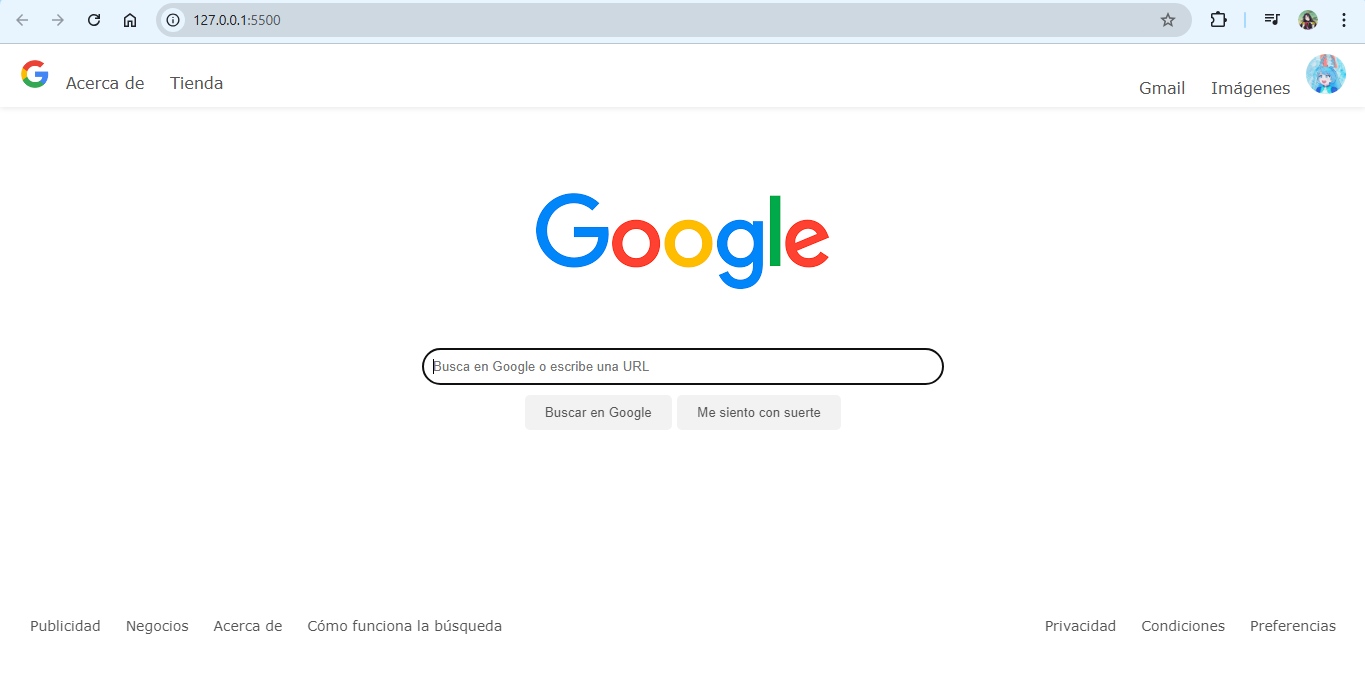 127.0.0.1:5500
Acerca de Tienda Gmail Imágenes
Google
Busca en Google o escribe una URL
Buscar en Google Me siento con suerte
Publicidad Negocios Acerca de Cómo funciona la búsqueda Privacidad Condiciones Preferencias